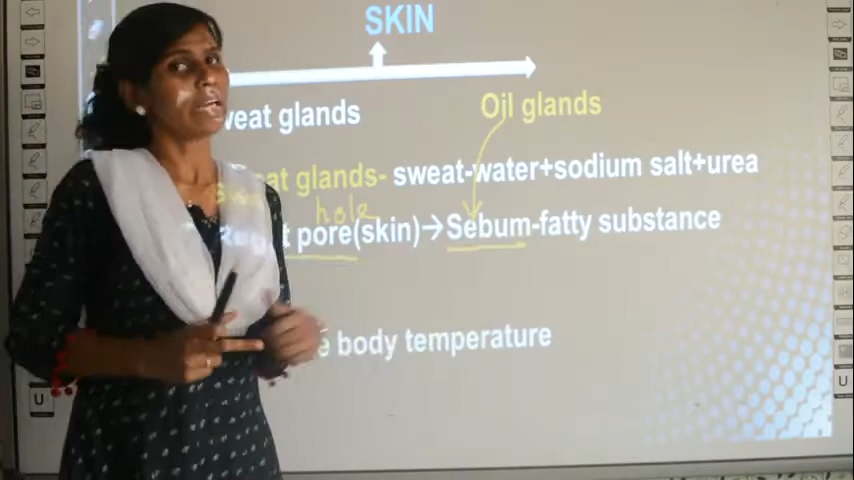 SKIN
weat glands Oil glands
sweat glands- sweat-water+sodium salt+urea
hole
pore(skin)→Sebum-fatty substance
body temperature
U U